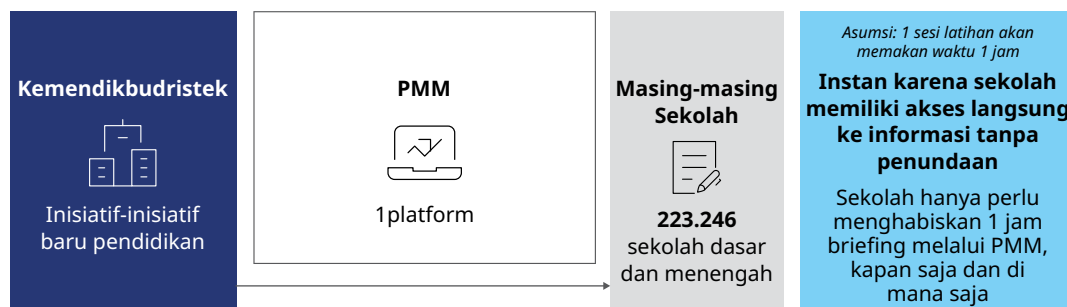 Kemendikbudristek
Inisiatif-inisiatif
baru pendidikan
PMM
1platform
Masing-masing
Sekolah
223.246
sekolah dasar
dan menengah
Asumsi: 1 sesi latihan akan
memakan waktu 1 jam
Instan karena sekolah
memiliki akses langsung
ke informasi tanpa
penundaan
Sekolah hanya perlu
menghabiskan 1 jam
briefing melalui PMM,
kapan saja dan di
mana saja